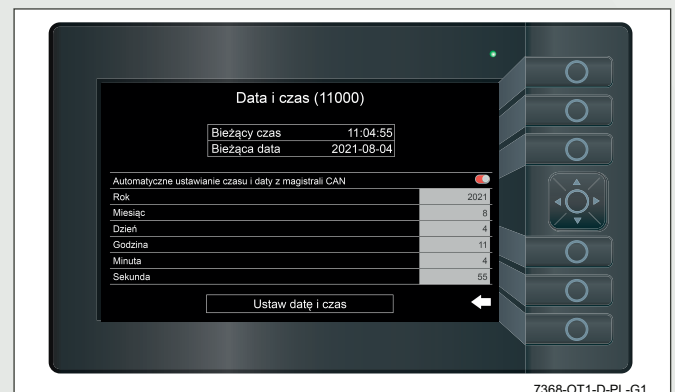 Data i czas (11000)
Bieżący czas 11:04:55
Bieżąca data 2021-08-04
Automatyczne ustawianie czasu i daty z magistrali CAN
Rok 2021
Miesiąc 8
Dzień 4
Godzina 11
Minuta 4
Sekunda 55
Ustaw datę i czas
7368-OT1-D-PL-G1